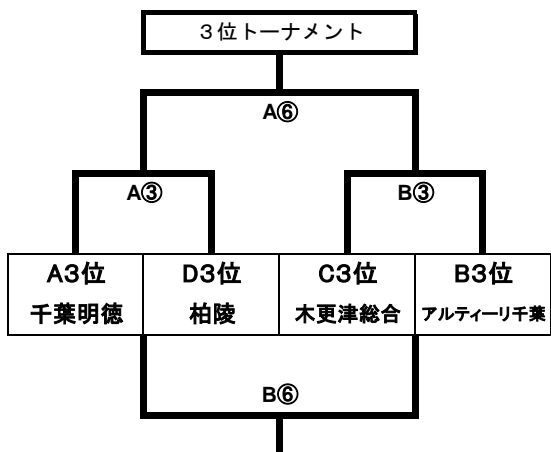 ３位トーナメント
A⑥
A③
B③
A３位
D３位
C３位
B３位
千葉明徳
柏陵
木更津総合
アルティーリ千葉
B⑥